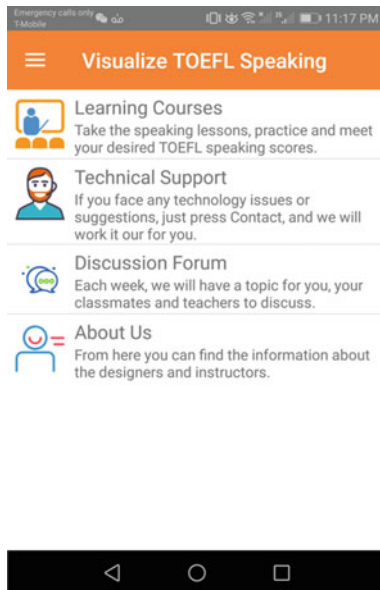 Emergency calls only
T-Mobile
11:17 PM
Visualize TOEFL Speaking
Learning Courses
Take the speaking lessons, practice and meet
your desired TOEFL speaking scores.
Technical Support
If you face any technology issues or
suggestions, just press Contact, and we will
work it our for you.
Discussion Forum
Each week, we will have a topic for you, your
classmates and teachers to discuss.
About Us
From here you can find the information about
the designers and instructors.